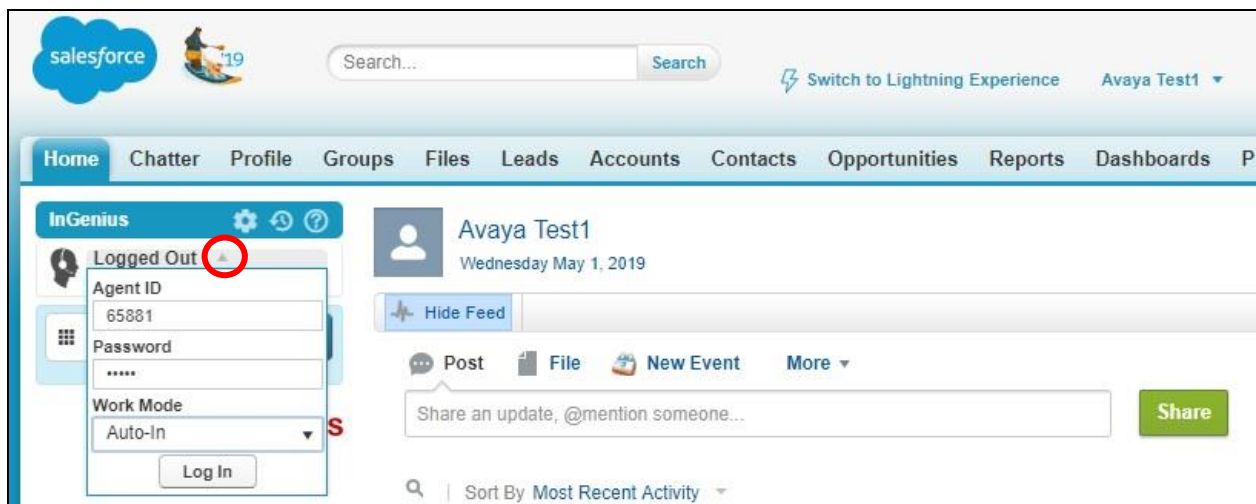 salesforce
'19
Search...
Search
Switch to Lightning Experience
Avaya Test1
Home Chatter Profile Groups Files Leads Accounts Contacts Opportunities Reports Dashboards P
InGenius
Logged Out
Agent ID
65881
Password
•••••
Work Mode
Auto-In
s
Log In
Avaya Test1
Wednesday May 1, 2019
Hide Feed
Post File New Event More
Share an update, @mention someone...
Share
Sort By Most Recent Activity